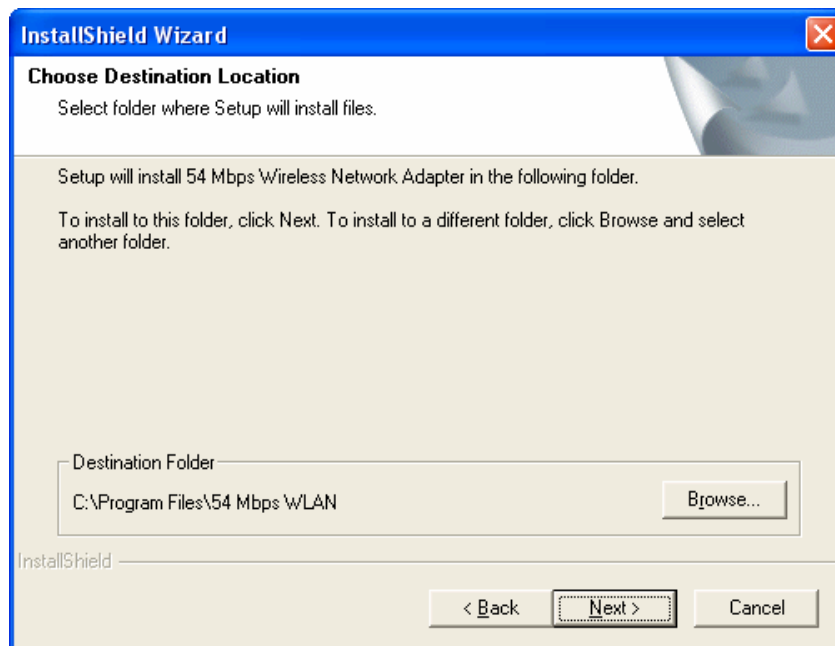 InstallShield Wizard
Choose Destination Location
Select folder where Setup will install files.
Setup will install 54 Mbps Wireless Network Adapter in the following folder.
To install to this folder, click Next. To install to a different folder, click Browse and select
another folder.
Destination Folder
C:\Program Files\54 Mbps WLAN
Browse...
InstallShield
< Back
Next >
Cancel